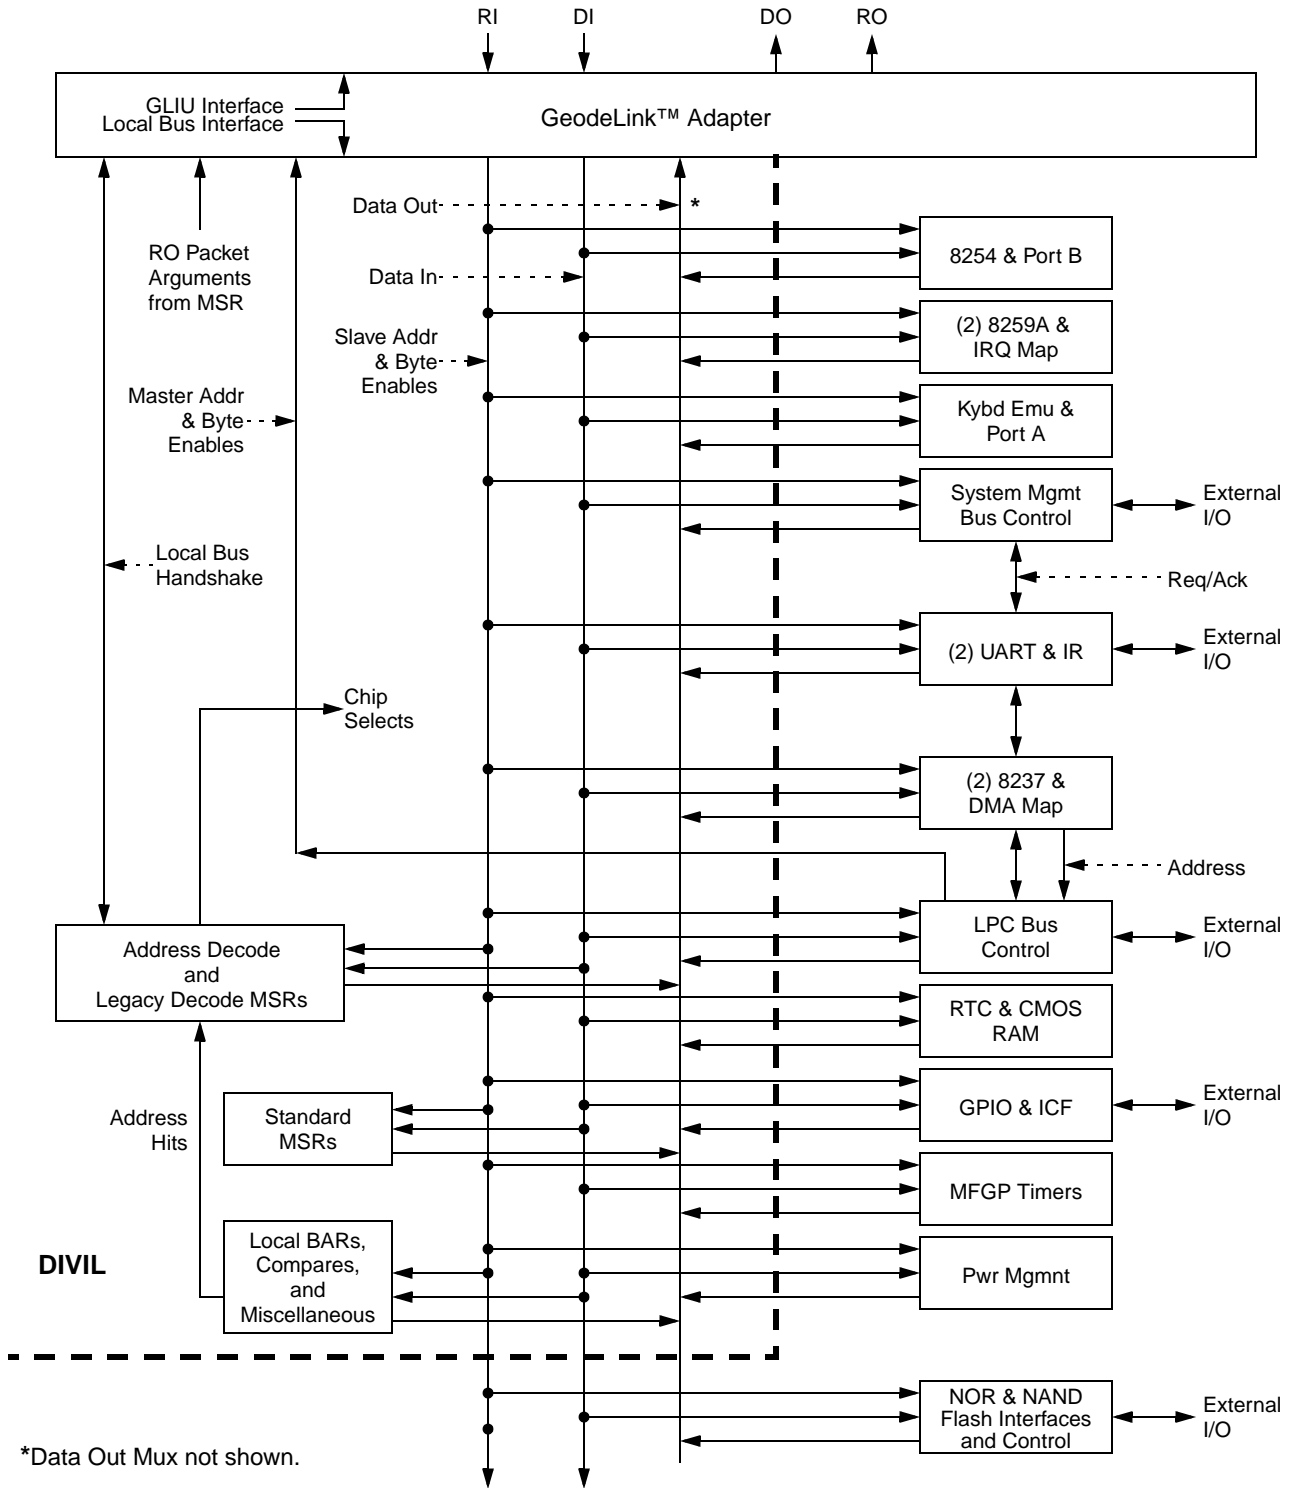 RI DI DO RO
GLIU Interface
Local Bus Interface
GeodeLink™ Adapter
Data Out
*
RO Packet
Arguments
from MSR
8254 & Port B
Data In
Slave Addr
& Byte
Enables
(2) 8259A &
IRQ Map
Master Addr
& Byte
Enables
Kybd Emu &
Port A
System Mgmt
Bus Control
External
I/O
Local Bus
Handshake
Req/Ack
(2) UART & IR
External
I/O
Chip
Selects
(2) 8237 &
DMA Map
Address
LPC Bus
Control
External
I/O
Address Decode
and
Legacy Decode MSRs
RTC & CMOS
RAM
Address
Hits
Standard
MSRs
GPIO & ICF
External
I/O
MFGP Timers
Local BARs,
Compares,
and
Miscellaneous
DIVIL
Pwr Mgmnt
NOR & NAND
Flash Interfaces
and Control
External
I/O
*Data Out Mux not shown.